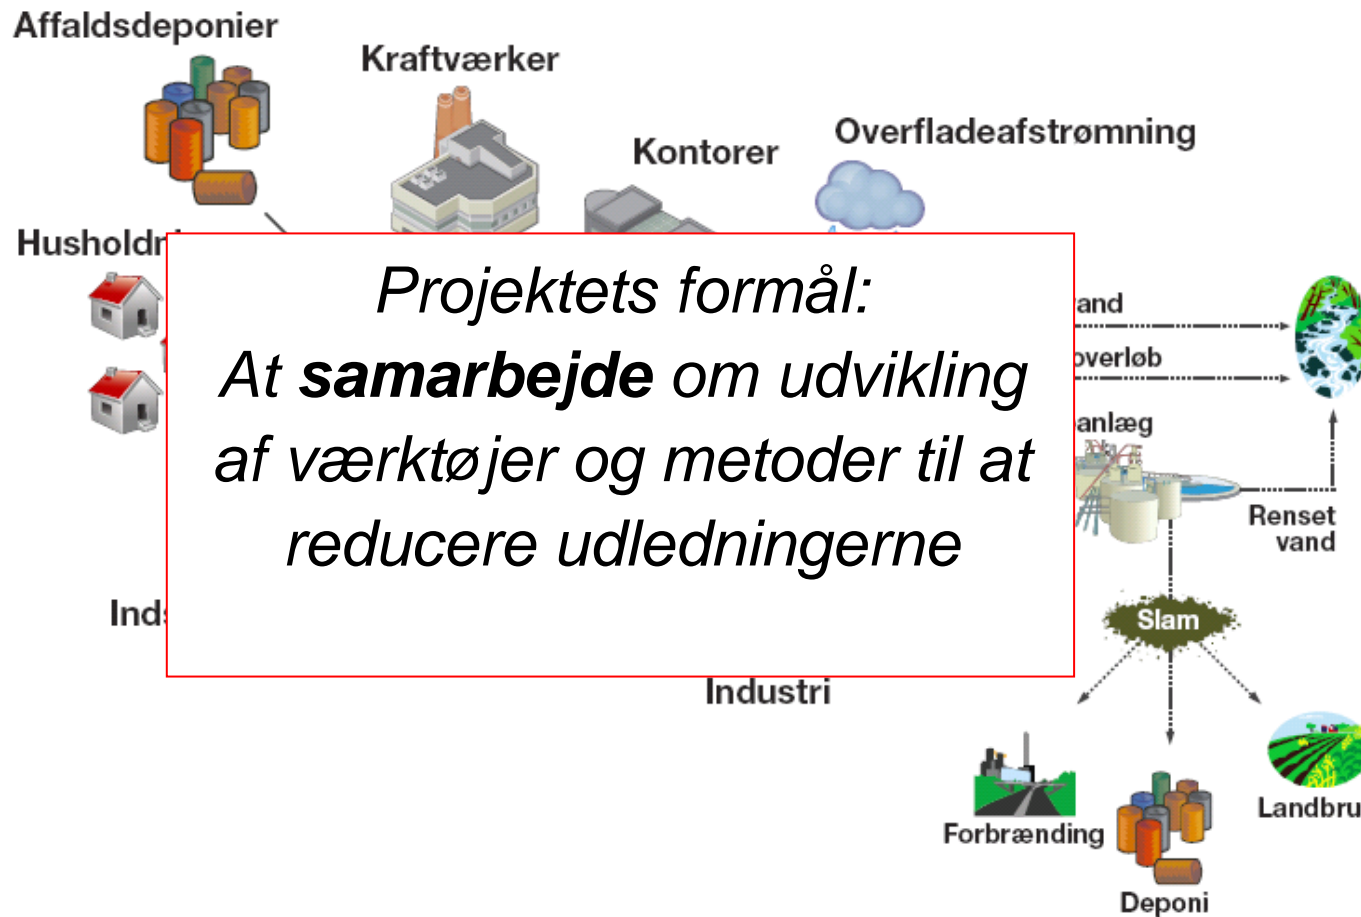 Affaldsdeponier
Kraftværker
Kontorer
Overfladeafstrømning
Projektets formål:
At samarbejde om udvikling
af værktøjer og metoder til at
reducere udledningerne
overløb
Renset
vand
Slam
Industri
Forbrænding
Deponi